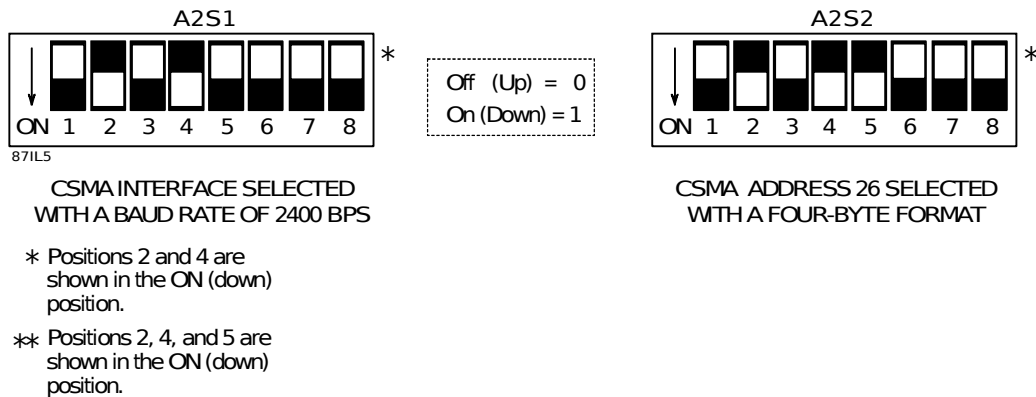 A2S1
*
ON 1 2 3 4 5 6 7 8
87IL5
CSMA INTERFACE SELECTED
WITH A BAUD RATE OF 2400 BPS
* Positions 2 and 4 are
shown in the ON (down)
position.
** Positions 2, 4, and 5 are
shown in the ON (down)
position.
Off (Up) = 0
On (Down) = 1
A2S2
*
ON 1 2 3 4 5 6 7 8
CSMA ADDRESS 26 SELECTED
WITH A FOUR-BYTE FORMAT